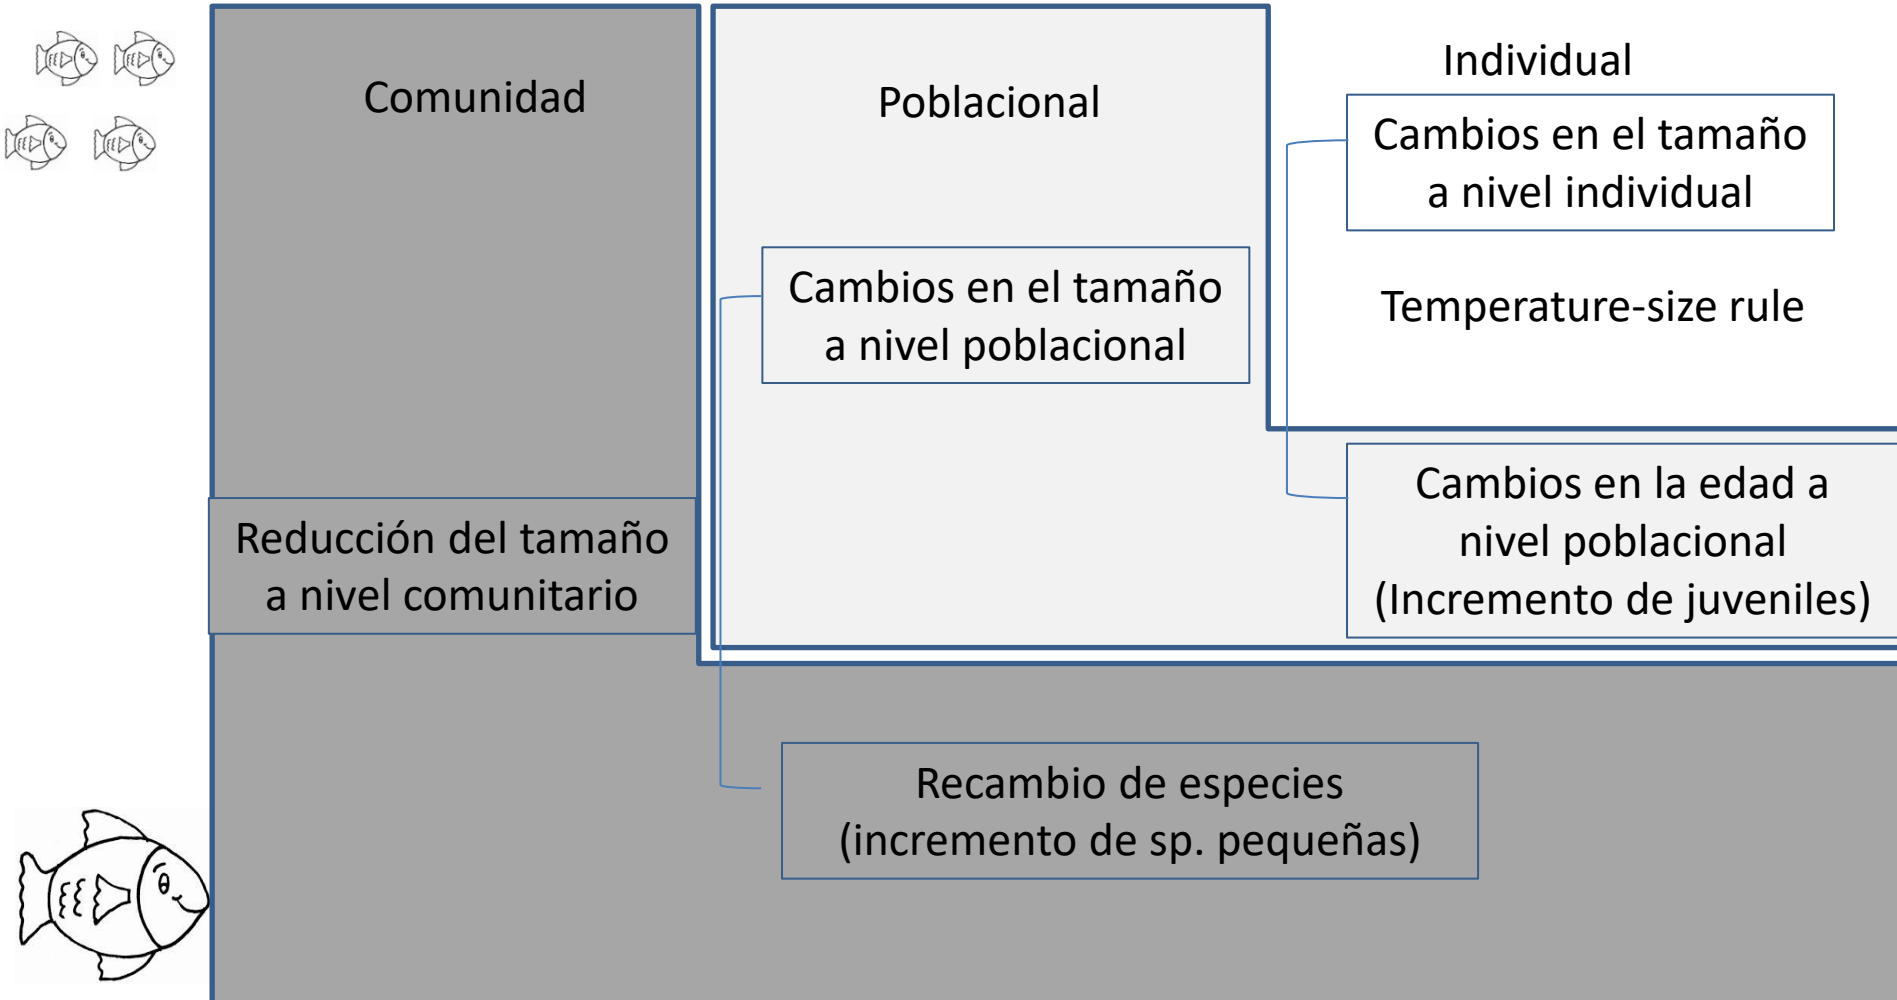 Comunidad
Poblacional
Individual
Cambios en el tamaño
a nivel individual
Cambios en el tamaño
a nivel poblacional
Temperature-size rule
Reducción del tamaño
a nivel comunitario
Cambios en la edad a
nivel poblacional
(Incremento de juveniles)
Recambio de especies
(incremento de sp. pequeñas)